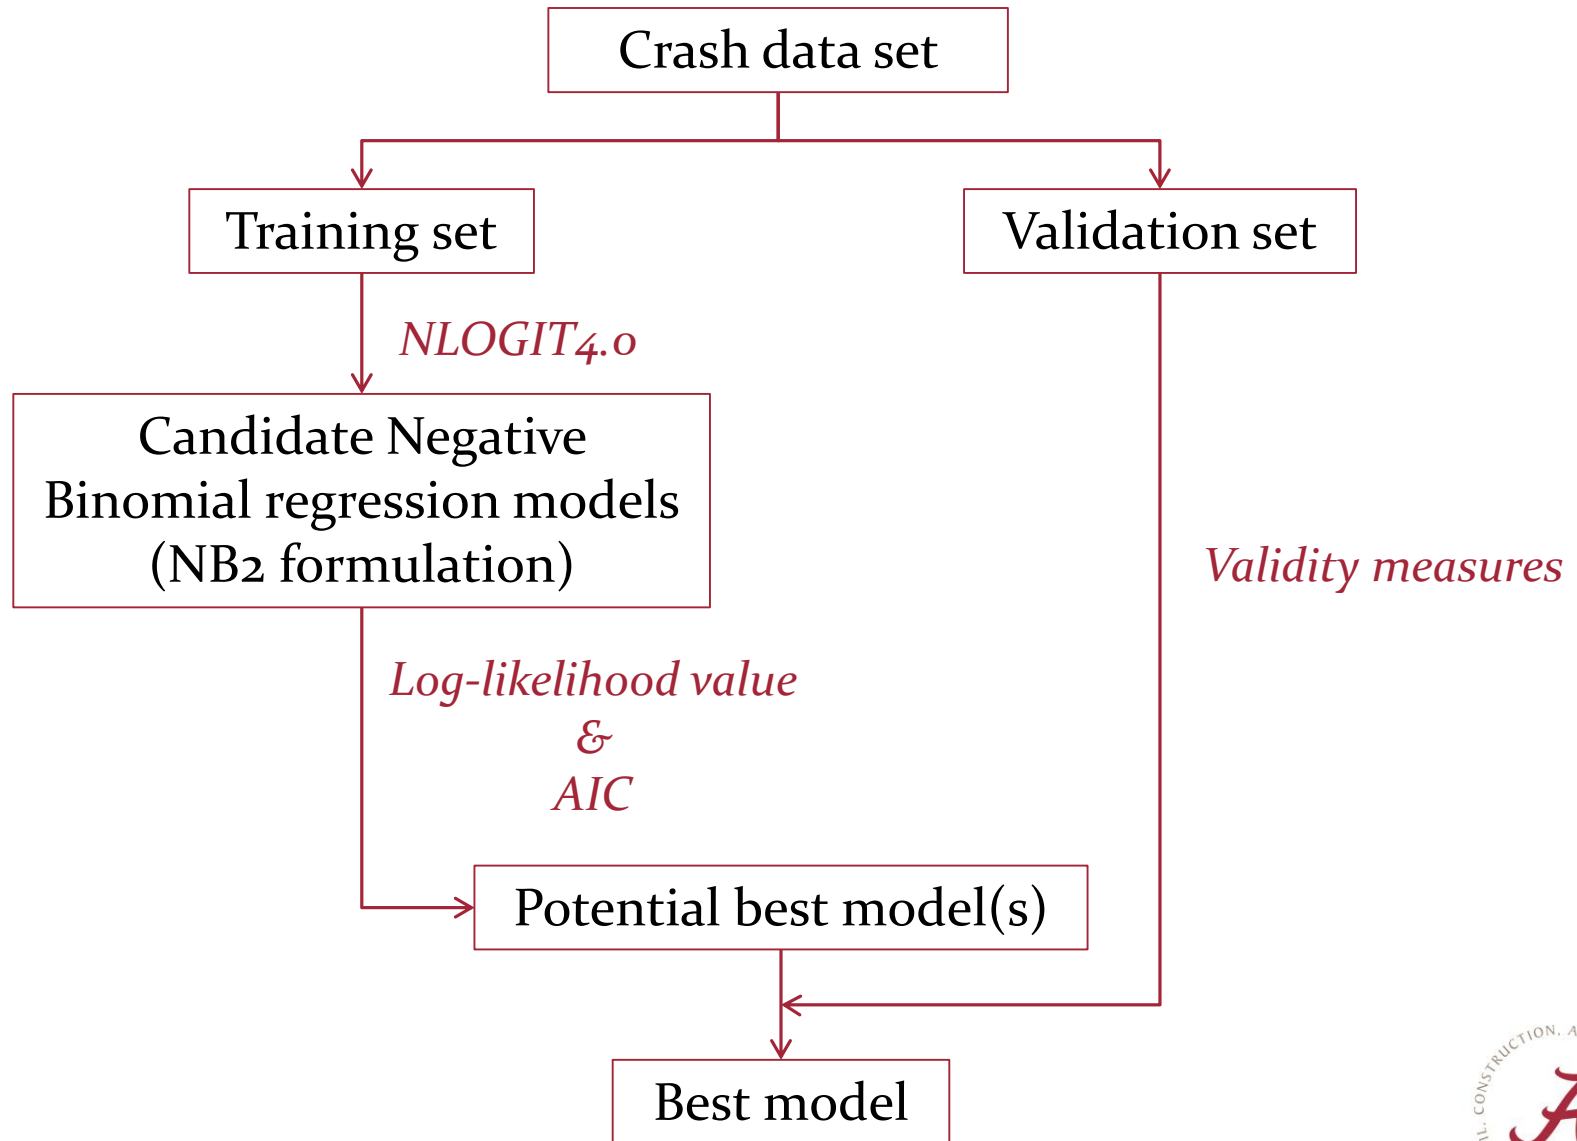 Crash data set
Training set
Validation set
NLOGIT4.0
Candidate Negative
Binomial regression models
(NB2 formulation)
Validity measures
Log-likelihood value
&
AIC
Potential best model(s)
Best model
CONSTRUCTION, A